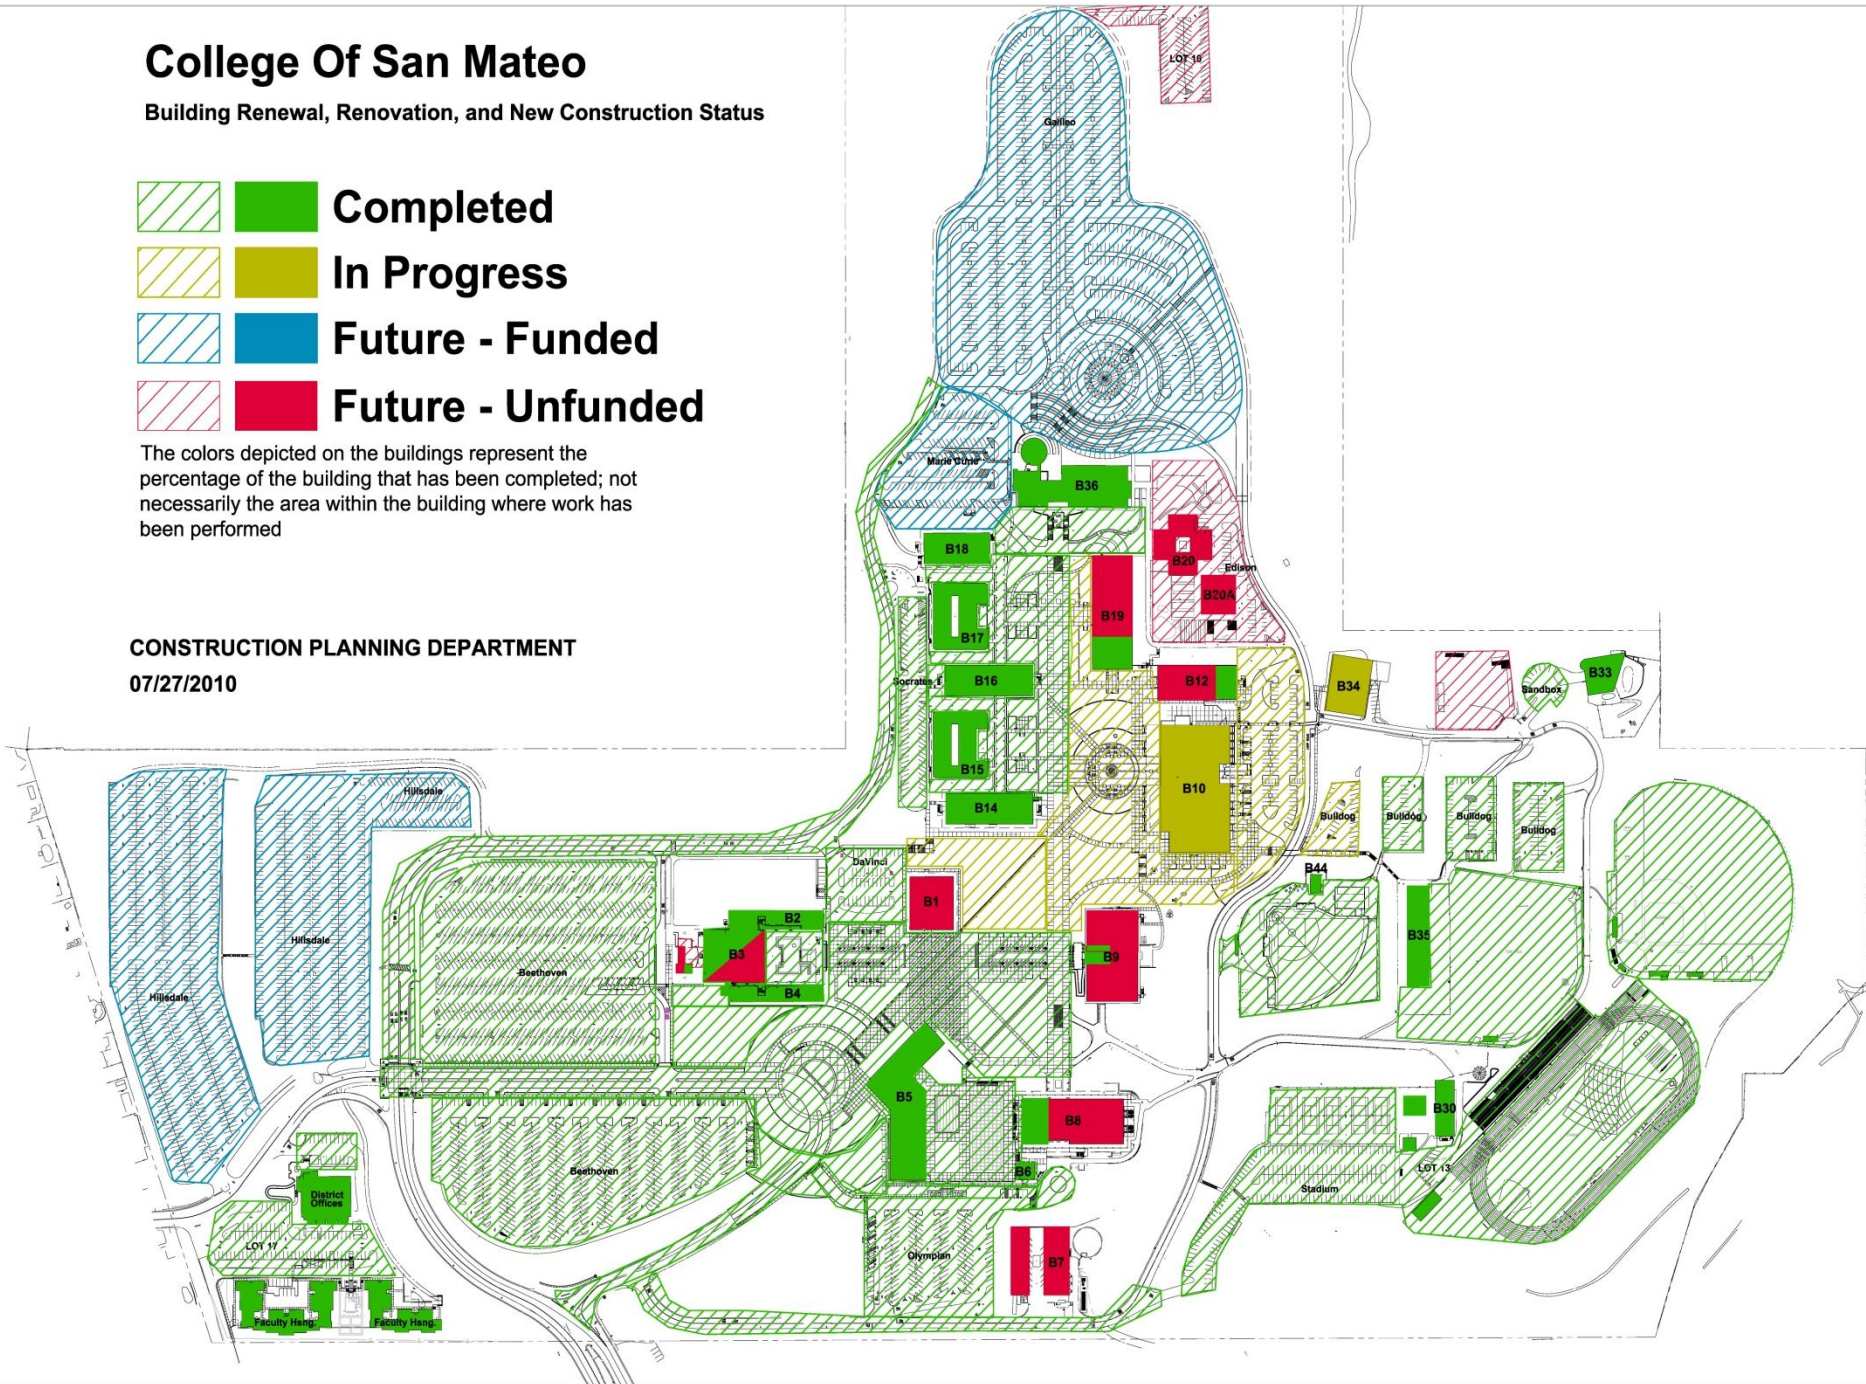 College Of San Mateo
Building Renewal, Renovation, and New Construction Status
Completed
In Progress
Future - Funded
Future - Unfunded
The colors depicted on the buildings represent the
percentage of the building that has been completed; not
necessarily the area within the building where work has
been performed
CONSTRUCTION PLANNING DEPARTMENT
07/27/2010
LOT 10
Galileo
Marie Curie
B36
B18
B20
Edison
B20A
B19
B17
B16
Socrates
B12
B34
Sandbox
B33
B15
B10
B14
Hillsdale
Bulldog
Bulldog
Bulldog
Bulldog
DaVinci
B44
B1
B2
B35
Hillsdale
B3
B9
Beethoven
Hillsdale
B4
B5
B8
B30
Beethoven
B6
LOT 13
Stadium
District
Offices
LOT 17
Olympian
B7
Faculty Hsng.
Faculty Hsng.